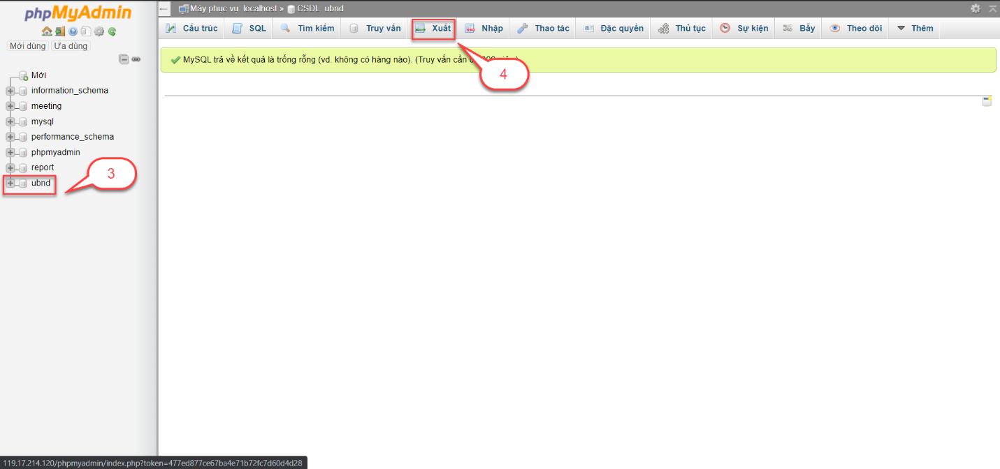 phpMyAdmin
Mới dùng Ưa dùng
Mới
information_schema
meeting
mysql
performance_schema
phpmyadmin
report
ubnd
3
← Máy phục vụ: localhost » CSDL ubnd
Cấu trúc SQL Tìm kiếm Truy vấn Xuất Nhập Thao tác Đặc quyền Thủ tục Sự kiện Bẫy Theo dõi Thêm
MySQL trả về kết quả là trống rỗng (vd. không có hàng nào). (Truy vấn cần
4
119.17.214.120/phpmyadmin/index.php?token=477ed877ce67ba4e71b72fc7d60d4d28